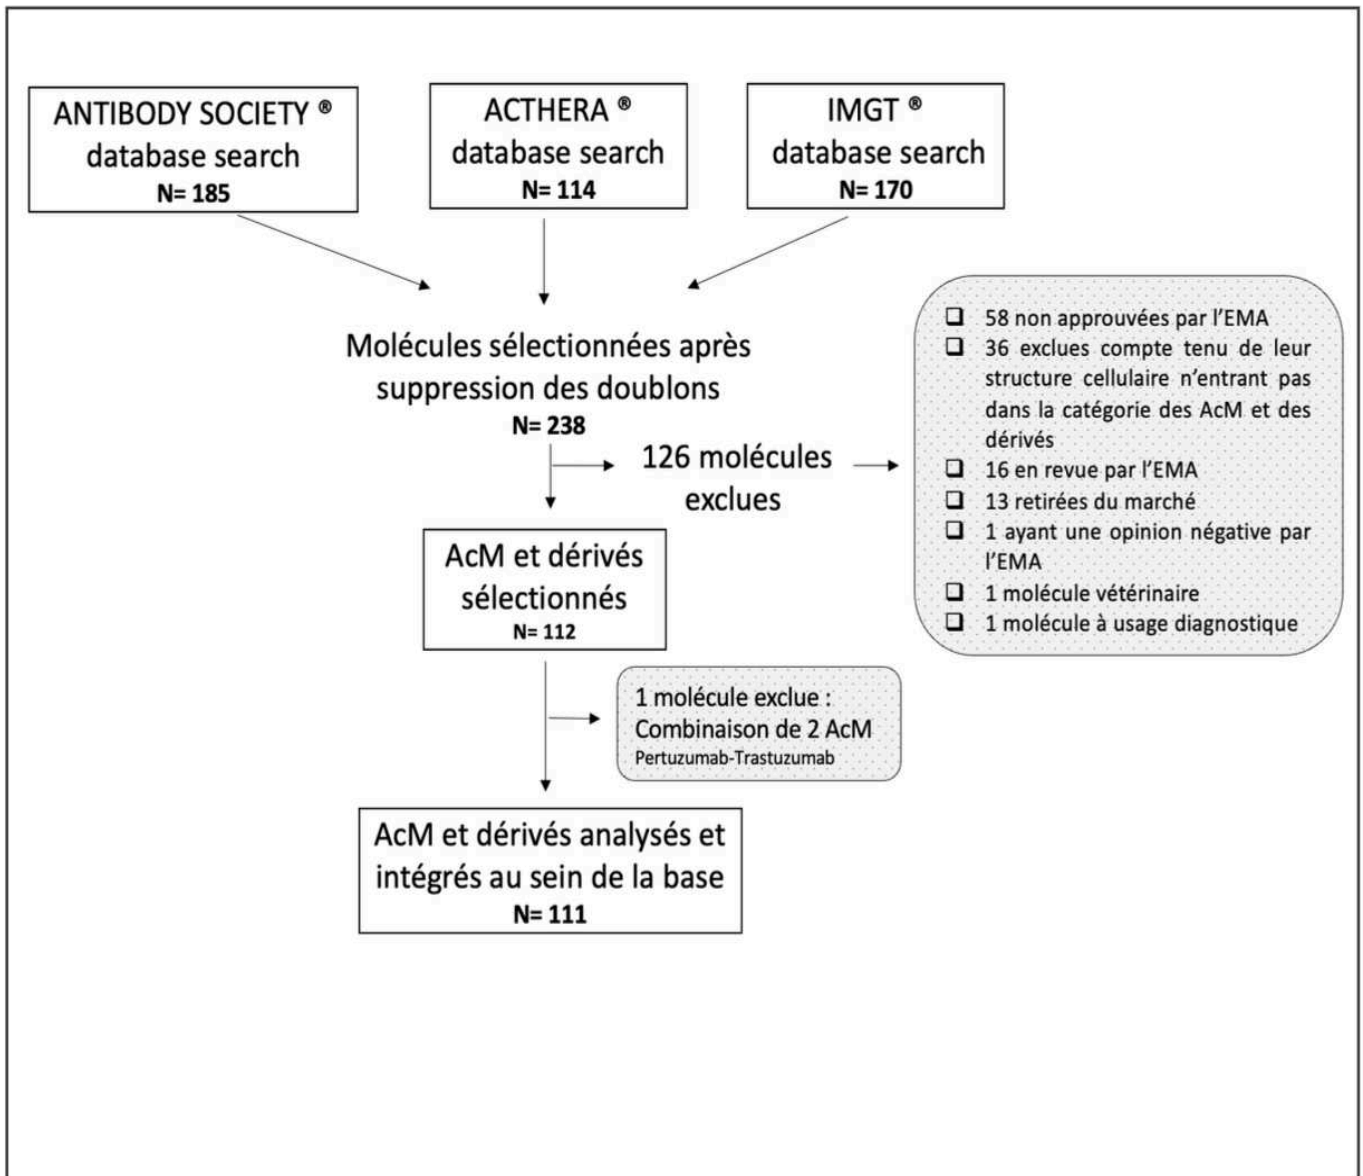 ANTIBODY SOCIETY ®
database search
N= 185
ACTHERA ®
database search
N= 114
IMGT ®
database search
N= 170
Molécules sélectionnées après
suppression des doublons
N= 238
126 molécules
exclues
❑ 58 non approuvées par l’EMA
❑ 36 exclues compte tenu de leur
structure cellulaire n’entrant pas
dans la catégorie des AcM et des
dérivés
❑ 16 en revue par l’EMA
❑ 13 retirées du marché
❑ 1 ayant une opinion négative par
l’EMA
❑ 1 molécule vétérinaire
❑ 1 molécule à usage diagnostique
AcM et dérivés
sélectionnés
N= 112
1 molécule exclue :
Combinaison de 2 AcM
Pertuzumab-Trastuzumab
AcM et dérivés analysés et
intégrés au sein de la base
N= 111